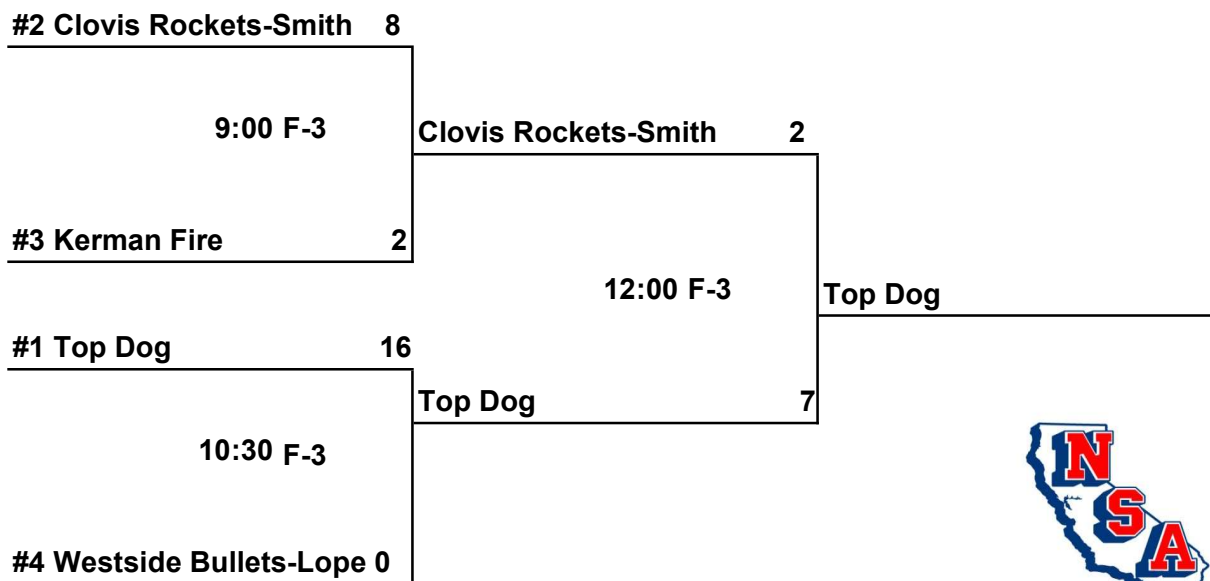 #2 Clovis Rockets-Smith 8
9:00 F-3
Clovis Rockets-Smith 2
#3 Kerman Fire 2
12:00 F-3
Top Dog
#1 Top Dog 16
Top Dog 7
10:30 F-3
#4 Westside Bullets-Lope 0
NSA